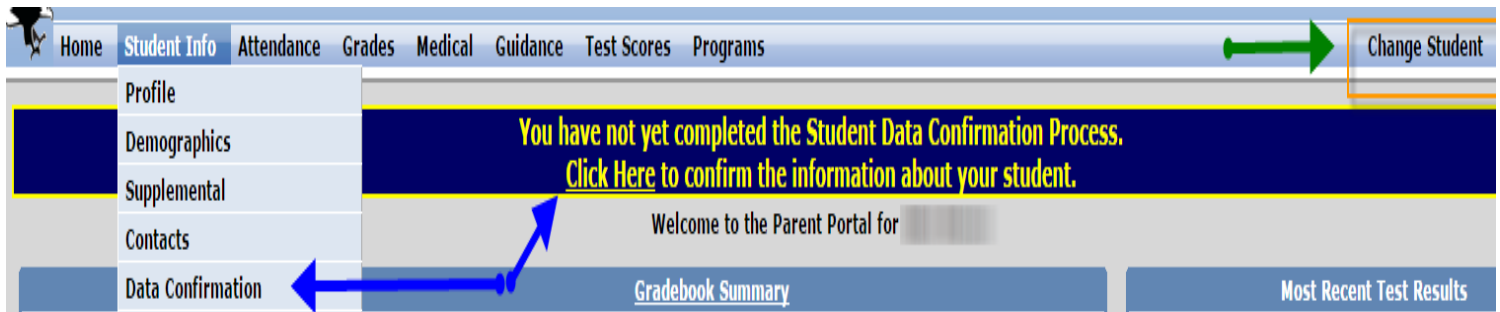 Home Student Info Attendance Grades Medical Guidance Test Scores Programs Change Student
Profile
Demographics
Supplemental
Contacts
Data Confirmation
You have not yet completed the Student Data Confirmation Process.
Click Here to confirm the information about your student.
Welcome to the Parent Portal for
Gradebook Summary
Most Recent Test Results